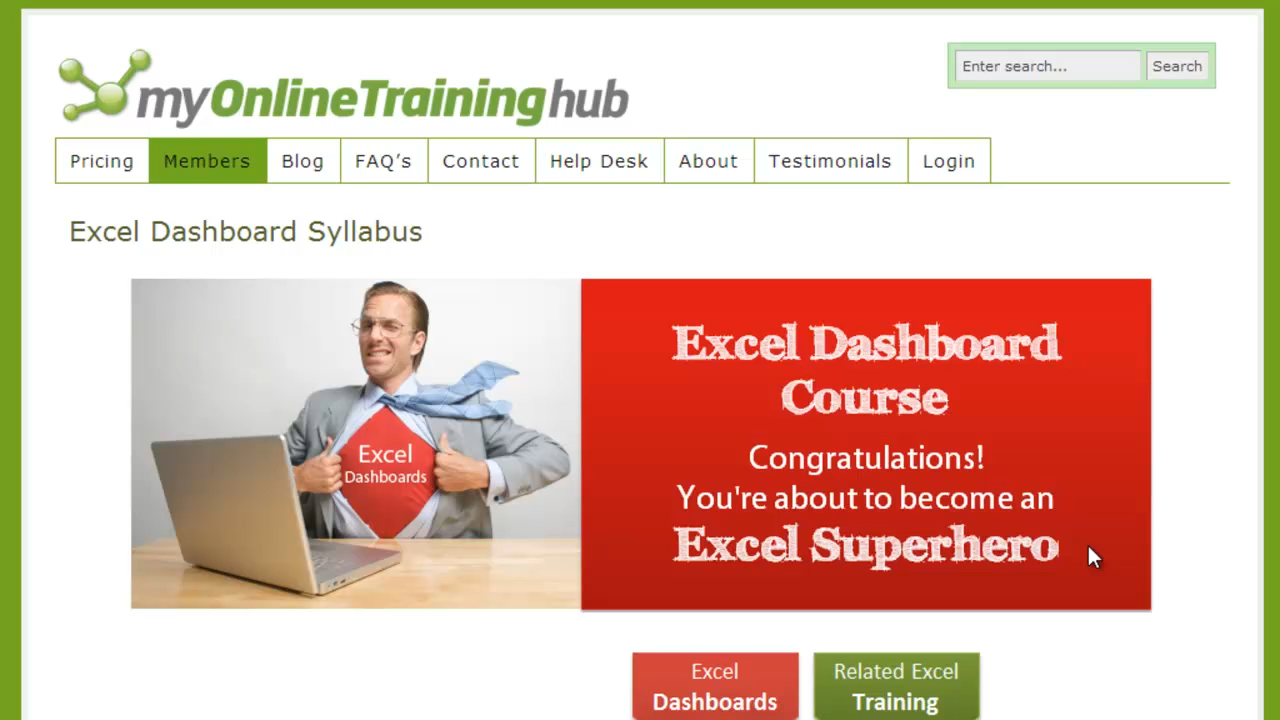 myOnlineTraininghub
Enter search... Search
Pricing Members Blog FAQ’s Contact Help Desk About Testimonials Login
Excel Dashboard Syllabus
Excel
Dashboards
Excel Dashboard
Course
Congratulations!
You're about to become an
Excel Superhero
Excel
Dashboards
Related Excel
Training